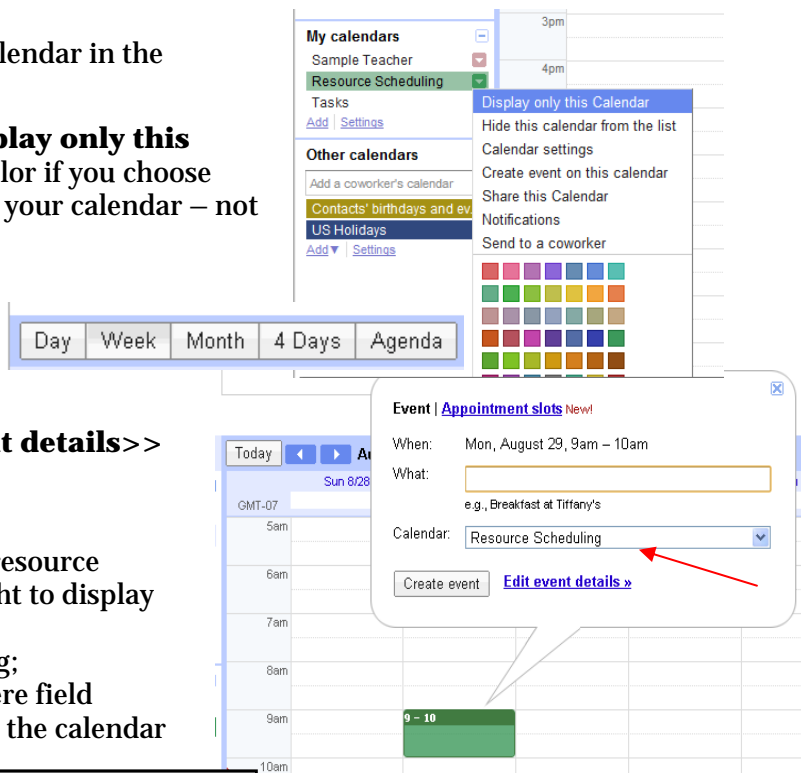 lendar in the
play only this
lor if you choose
your calendar – not
My calendars
Sample Teacher
Resource Scheduling
Tasks
Add | Settings
Other calendars
Add a coworker's calendar
Contacts' birthdays and ev
US Holidays
Add▼ | Settings
3pm
4pm
Display only this Calendar
Hide this calendar from the list
Calendar settings
Create event on this calendar
Share this Calendar
Notifications
Send to a coworker
Day Week Month 4 Days Agenda
t details>>
resource
ht to display
g;
ere field
the calendar
Today
Sun 8/28
GMT-07
5am
6am
7am
8am
9am
10am
Event | Appointment slots New!
When: Mon, August 29, 9am – 10am
What:
e.g., Breakfast at Tiffany's
Calendar: Resource Scheduling
Create event Edit event details »
9 – 10